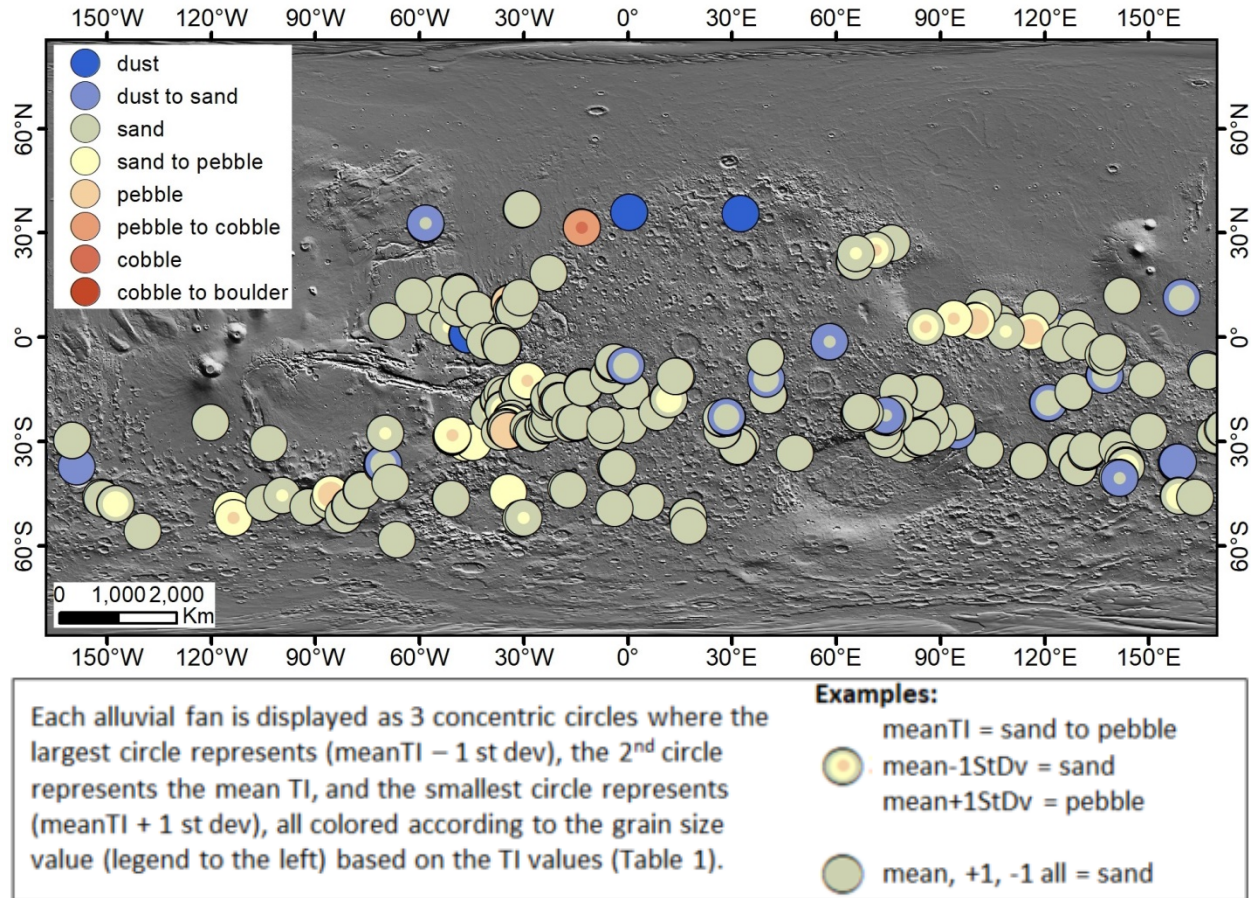 150°W 120°W 90°W 60°W 30°W 0° 30°E 60°E 90°E 120°E 150°E
dust
dust to sand
sand
sand to pebble
pebble
pebble to cobble
cobble
cobble to boulder
60°N 60°N
30°N 30°N
0° 0°
30°S 30°S
60°S 60°S
0 1,000 2,000
Km
150°W 120°W 90°W 60°W 30°W 0° 30°E 60°E 90°E 120°E 150°E
Each alluvial fan is displayed as 3 concentric circles where the
largest circle represents (meanTI – 1 st dev), the 2nd circle
represents the mean TI, and the smallest circle represents
(meanTI + 1 st dev), all colored according to the grain size
value (legend to the left) based on the TI values (Table 1).
Examples:
meanTI = sand to pebble
mean-1StDv = sand
mean+1StDv = pebble
mean, +1, -1 all = sand